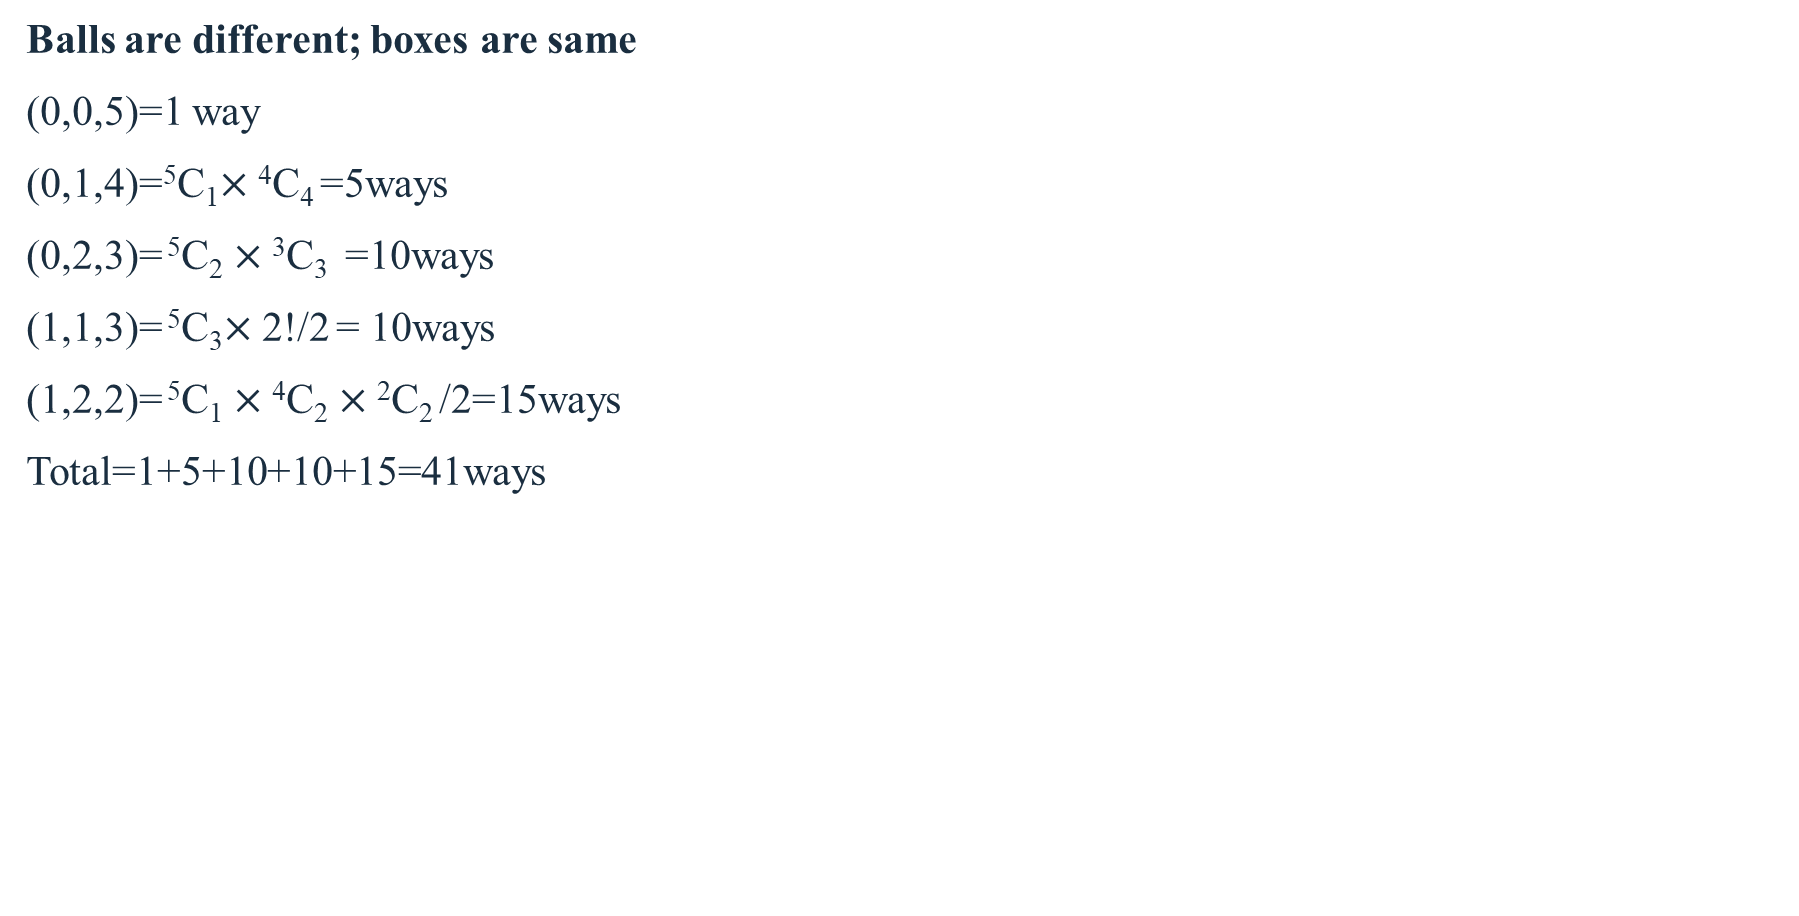 Balls are different; boxes are same
(0,0,5)=1 way
(0,1,4)=⁵C₁× ⁴C₄=5ways
(0,2,3)=⁵C₂ × ³C₃ =10ways
(1,1,3)=⁵C₃× 2!/2= 10ways
(1,2,2)=⁵C₁ × ⁴C₂ × ²C₂/2=15ways
Total=1+5+10+10+15=41ways